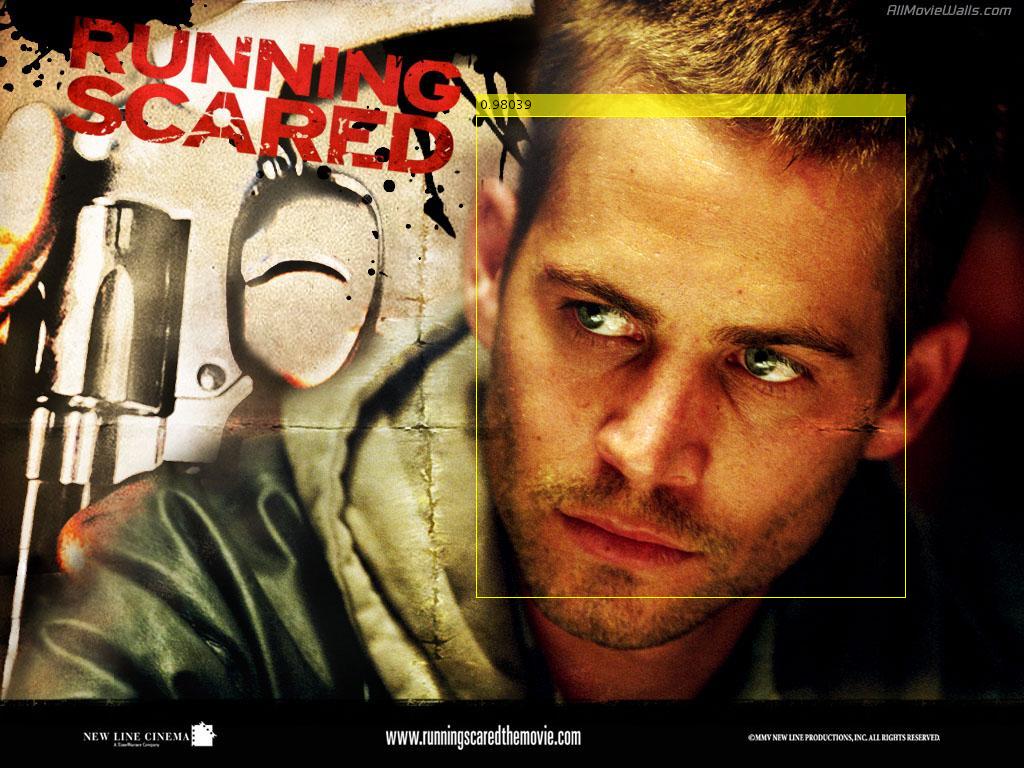 AllMovieWalls.com
RUNNING
SCARED
0.98039
NEW LINE CINEMA
A TimeWarner Company
www.runningscaredthemovie.com
©MMV NEW LINE PRODUCTIONS, INC. ALL RIGHTS RESERVED.